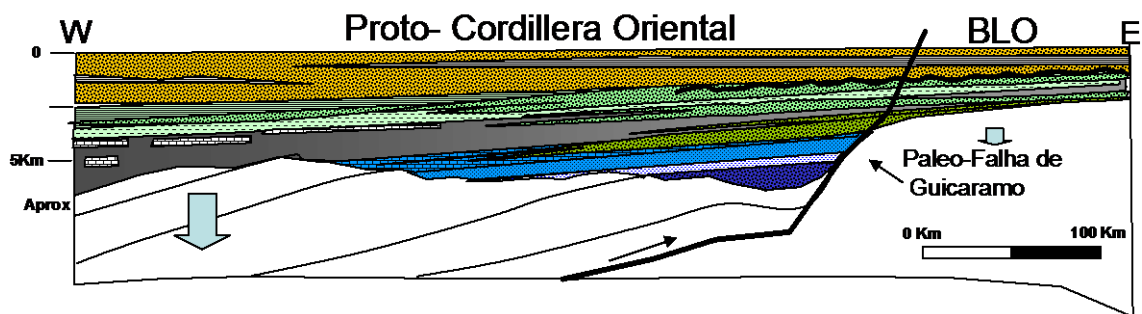 W Proto- Cordillera Oriental BLO E
0
5Km
Paleo-Falha de
Guicaramo
Aprox
0 Km 100 Km